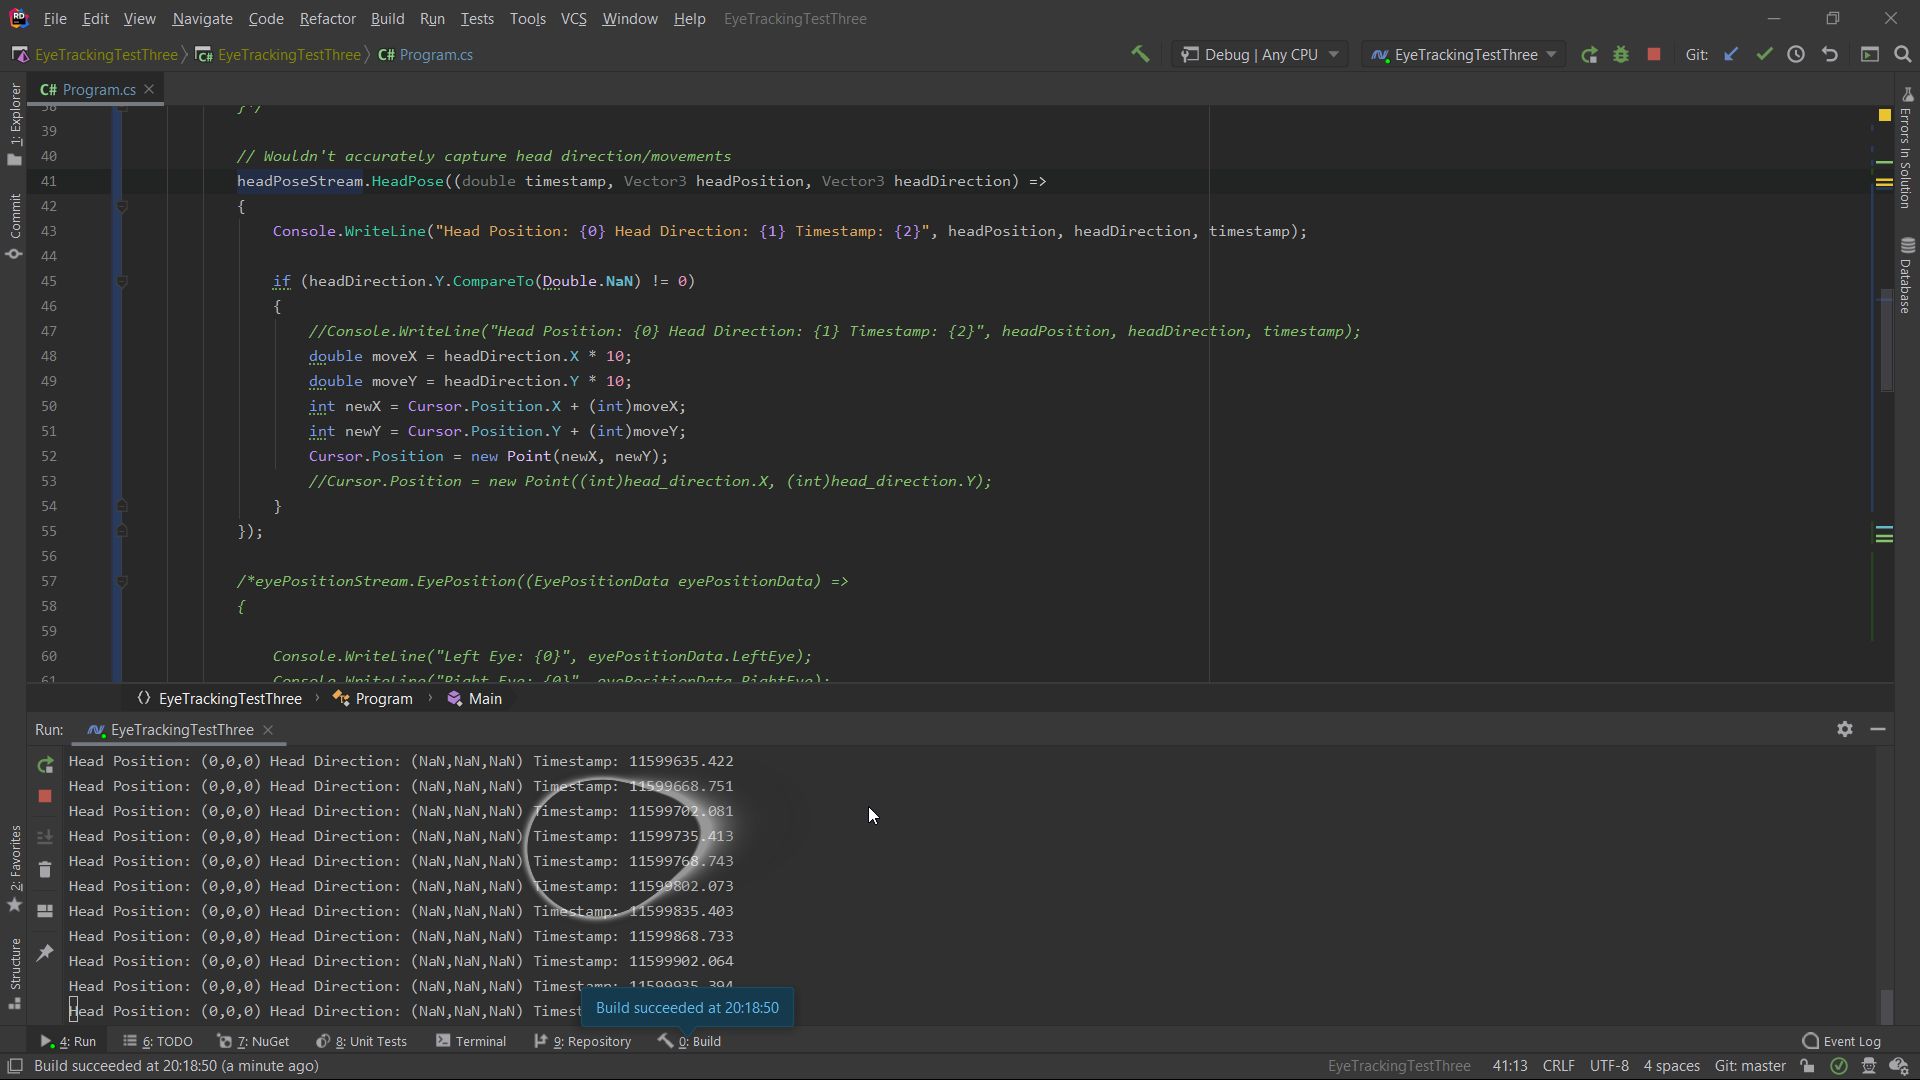 File Edit View Navigate Code Refactor Build Run Tests Tools VCS Window Help EyeTrackingTestThree
EyeTrackingTestThree EyeTrackingTestThree C# Program.cs Debug | Any CPU EyeTrackingTestThree Git:
C# Program.cs
1: Explorer
Commit
2: Favorites
Structure
Errors In Solution
Database
38 }*/
39
40 // Wouldn't accurately capture head direction/movements
41 headPoseStream.HeadPose((double timestamp, Vector3 headPosition, Vector3 headDirection) =>
42 {
43 Console.WriteLine("Head Position: {0} Head Direction: {1} Timestamp: {2}", headPosition, headDirection, timestamp);
44
45 if (headDirection.Y.CompareTo(Double.NaN) != 0)
46 {
47 //Console.WriteLine("Head Position: {0} Head Direction: {1} Timestamp: {2}", headPosition, headDirection, timestamp);
48 double moveX = headDirection.X * 10;
49 double moveY = headDirection.Y * 10;
50 int newX = Cursor.Position.X + (int)moveX;
51 int newY = Cursor.Position.Y + (int)moveY;
52 Cursor.Position = new Point(newX, newY);
53 //Cursor.Position = new Point((int)head_direction.X, (int)head_direction.Y);
54 }
55 });
56
57 /*eyePositionStream.EyePosition((EyePositionData eyePositionData) =>
58 {
59
60 Console.WriteLine("Left Eye: {0}", eyePositionData.LeftEye);
61 Console.WriteLine("Right Eye: {0}", eyePositionData.RightEye);
EyeTrackingTestThree Program Main
Run: EyeTrackingTestThree
Head Position: (0,0,0) Head Direction: (NaN,NaN,NaN) Timestamp: 11599635.422
Head Position: (0,0,0) Head Direction: (NaN,NaN,NaN) Timestamp: 11599668.751
Head Position: (0,0,0) Head Direction: (NaN,NaN,NaN) Timestamp: 11599702.081
Head Position: (0,0,0) Head Direction: (NaN,NaN,NaN) Timestamp: 11599735.413
Head Position: (0,0,0) Head Direction: (NaN,NaN,NaN) Timestamp: 11599768.743
Head Position: (0,0,0) Head Direction: (NaN,NaN,NaN) Timestamp: 11599802.073
Head Position: (0,0,0) Head Direction: (NaN,NaN,NaN) Timestamp: 11599835.403
Head Position: (0,0,0) Head Direction: (NaN,NaN,NaN) Timestamp: 11599868.733
Head Position: (0,0,0) Head Direction: (NaN,NaN,NaN) Timestamp: 11599902.064
Head Position: (0,0,0) Head Direction: (NaN,NaN,NaN) Timestamp: 11599935.394
Head Position: (0,0,0) Head Direction: (NaN,NaN,NaN) Timest
Build succeeded at 20:18:50
4: Run 6: TODO 7: NuGet 8: Unit Tests Terminal 9: Repository 0: Build Event Log
Build succeeded at 20:18:50 (a minute ago) EyeTrackingTestThree 41:13 CRLF UTF-8 4 spaces Git: master